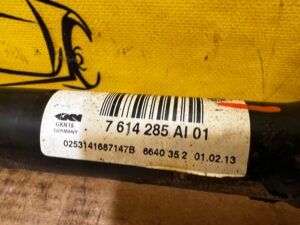 GKN
GKN16
GERMANY
7 614 285 AI 01
0253141687147B 6640 35 2 01.02.13